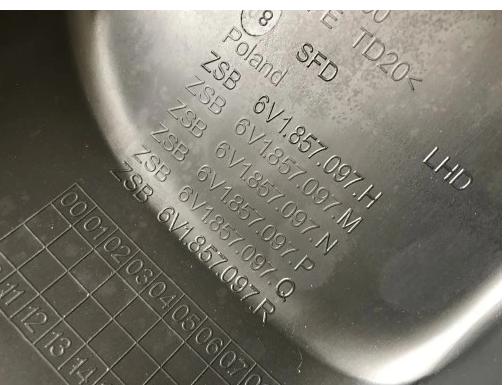 8
TD20<
Poland
SFD
LHD
ZSB 6V1.857.097.H
ZSB 6V1.857.097.M
ZSB 6V1.857.097.N
ZSB 6V1.857.097.P
ZSB 6V1.857.097.Q
ZSB 6V1.857.097.R
00 01 02 03 04 05 06 07
11 12 13 14